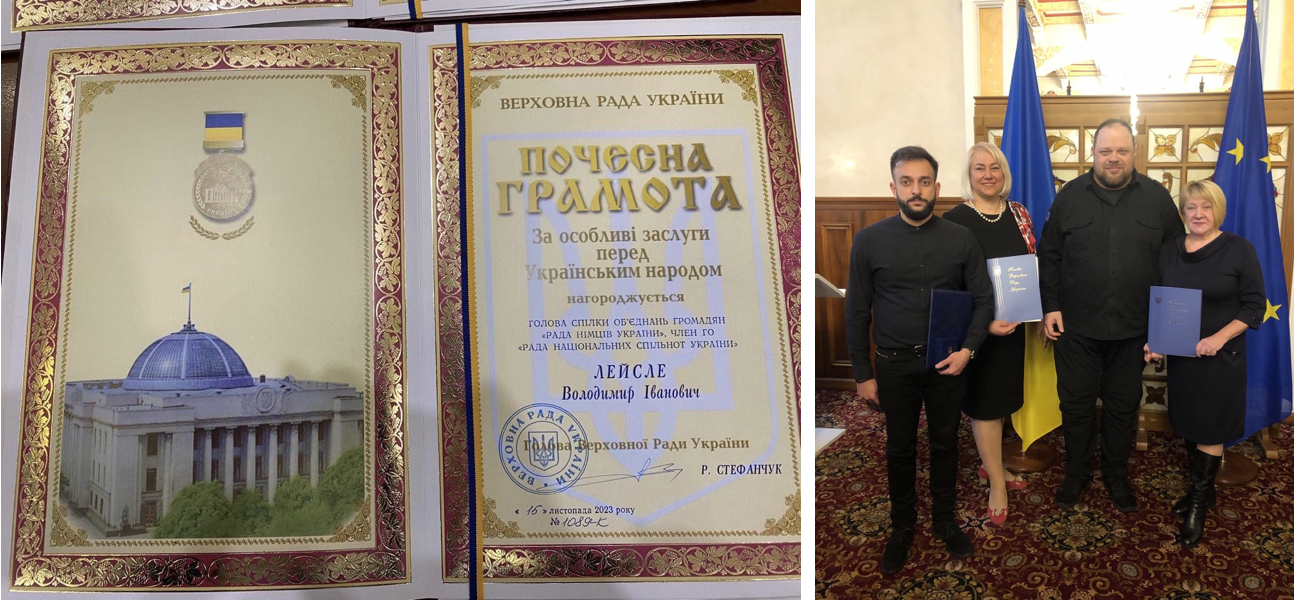 ВЕРХОВНА РАДА УКРАЇНИ
ПОЧЕСНА
ГРАМОТА
За особливі заслуги
перед
Українським народом
нагороджується
ГОЛОВА СПІЛКИ ОБ'ЄДНАНЬ ГРОМАДЯН
«РАДА НІМЦІВ УКРАЇНИ», ЧЛЕН ГО
«РАДА НАЦІОНАЛЬНИХ СПІЛЬНОТ УКРАЇНИ»
ЛЕЙСЛЕ
Володимир Іванович
ВЕРХОВНА РАДА УКРАЇНИ
Голова Верховної Ради України
Р. СТЕФАНЧУК
« 15 » листопада 2023 року
№ 1089-К